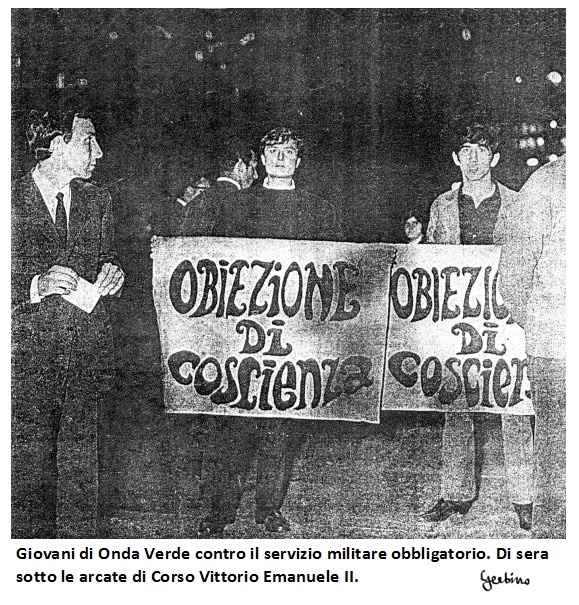 OBIEZIONE
DI
COSCIENZA
OBIEZI
DI
COSCIEN
Giovani di Onda Verde contro il servizio militare obbligatorio. Di sera
sotto le arcate di Corso Vittorio Emanuele II.